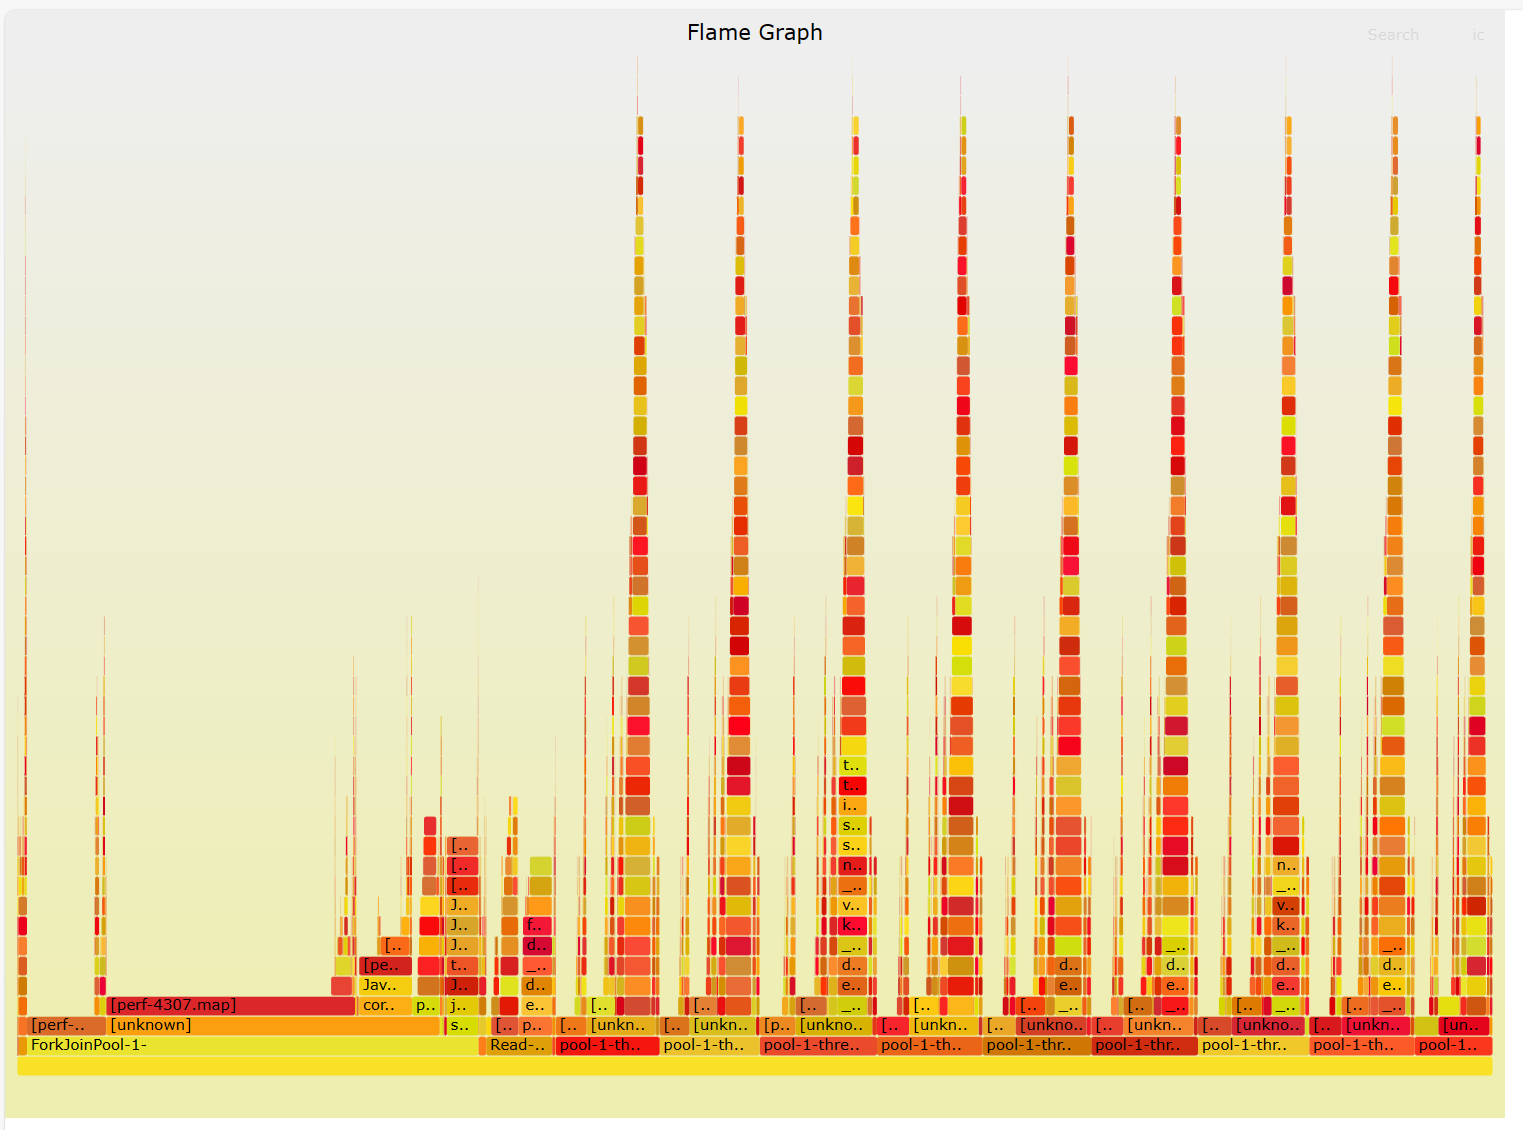 Flame Graph
Search ic
t..
t..
i..
s..
[.. s..
[.. n.. n..
[.. _.. _..
J.. v.. v..
J.. f.. k.. k..
[.. J.. d.. _.. _.. _..
[pe.. t.. _.. d.. d.. d.. d.. d..
Jav.. J.. d.. e.. e.. e.. e.. e..
[perf-4307.map] cor.. p.. j.. e.. [.. [.. [.. _.. [.. [.. _.. [.. _.. [.. _.. [.. _..
[perf-.. [unknown] s.. [.. p.. [.. [unkn.. [.. [unkn.. [p.. [unkno.. [.. [unkn.. [.. [unkno.. [.. [unkn.. [.. [unkno.. [.. [unkn.. [un..
ForkJoinPool-1- Read-.. pool-1-th.. pool-1-th.. pool-1-thre.. pool-1-th.. pool-1-thr.. pool-1-thr.. pool-1-thr.. pool-1-th.. pool-1..